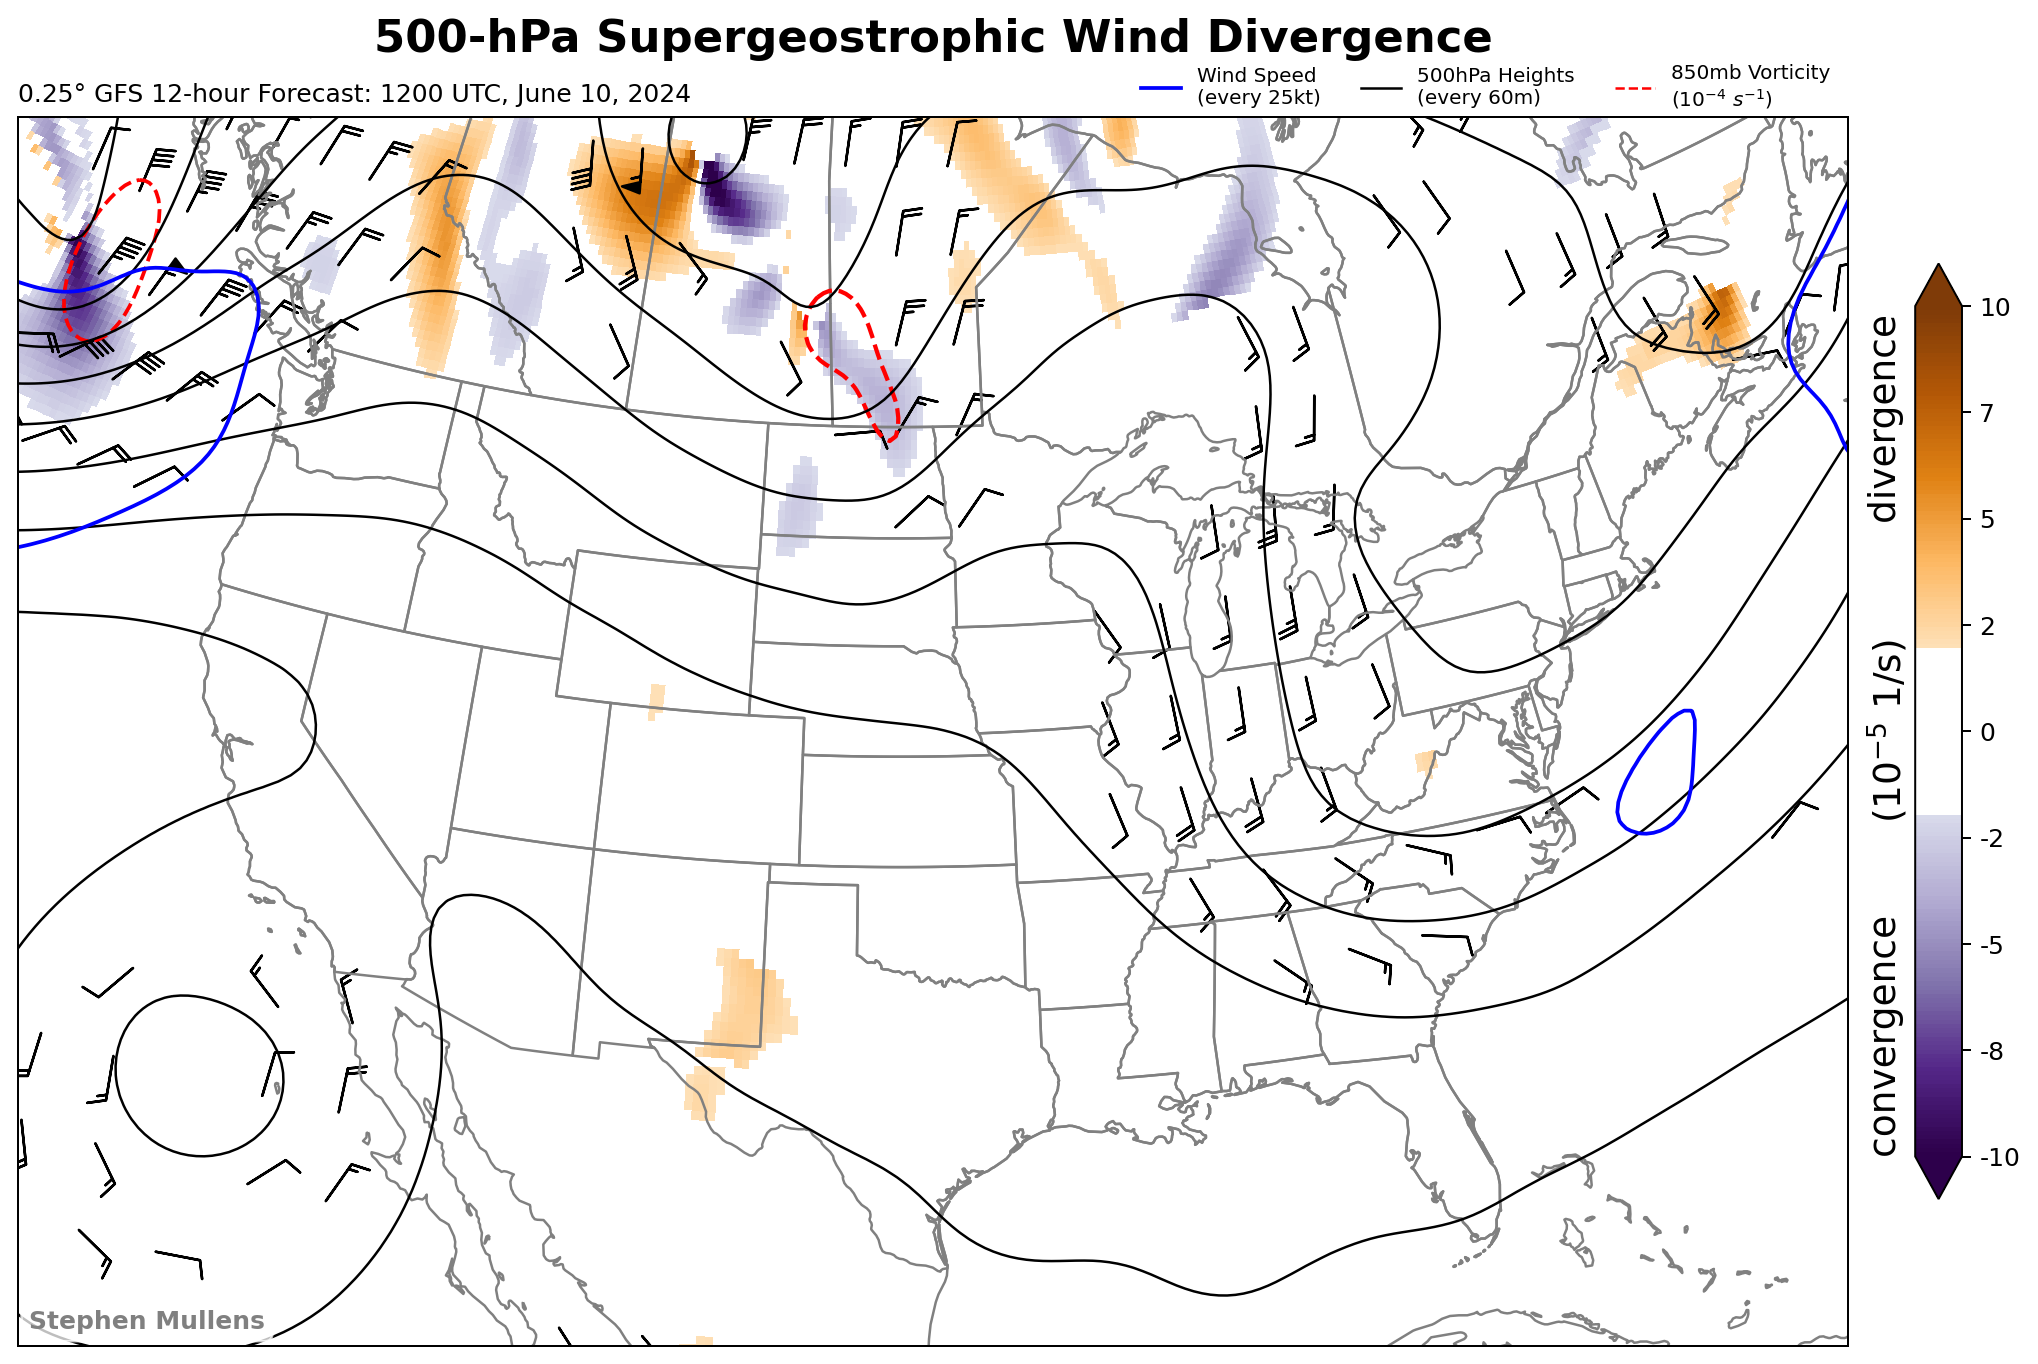 500-hPa Supergeostrophic Wind Divergence
0.25° GFS 12-hour Forecast: 1200 UTC, June 10, 2024
Wind Speed
(every 25kt)
500hPa Heights
(every 60m)
850mb Vorticity
(10⁻⁴ s⁻¹)
10
7
5
2
0
-2
-5
-8
-10
convergence (10⁻⁵ 1/s) divergence
Stephen Mullens